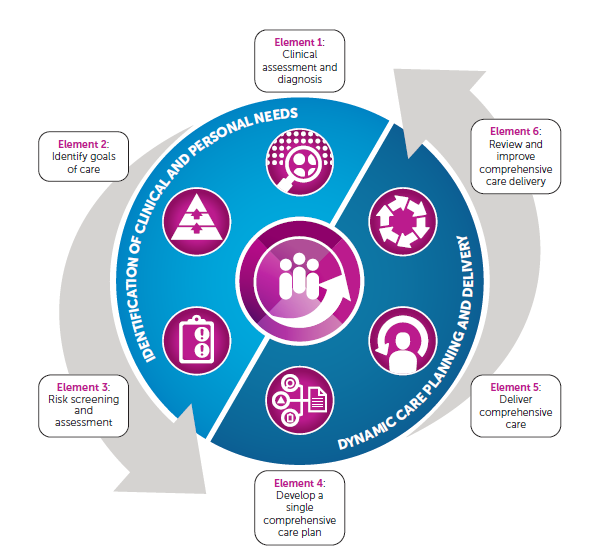 Element 1:
Clinical
assessment and
diagnosis
Element 2:
Identify goals
of care
Element 3:
Risk screening
and
assessment
Element 4:
Develop a
single
comprehensive
care plan
Element 5:
Deliver
comprehensive
care
Element 6:
Review and
improve
comprehensive
care delivery
IDENTIFICATION OF CLINICAL AND PERSONAL NEEDS
DYNAMIC CARE PLANNING AND DELIVERY